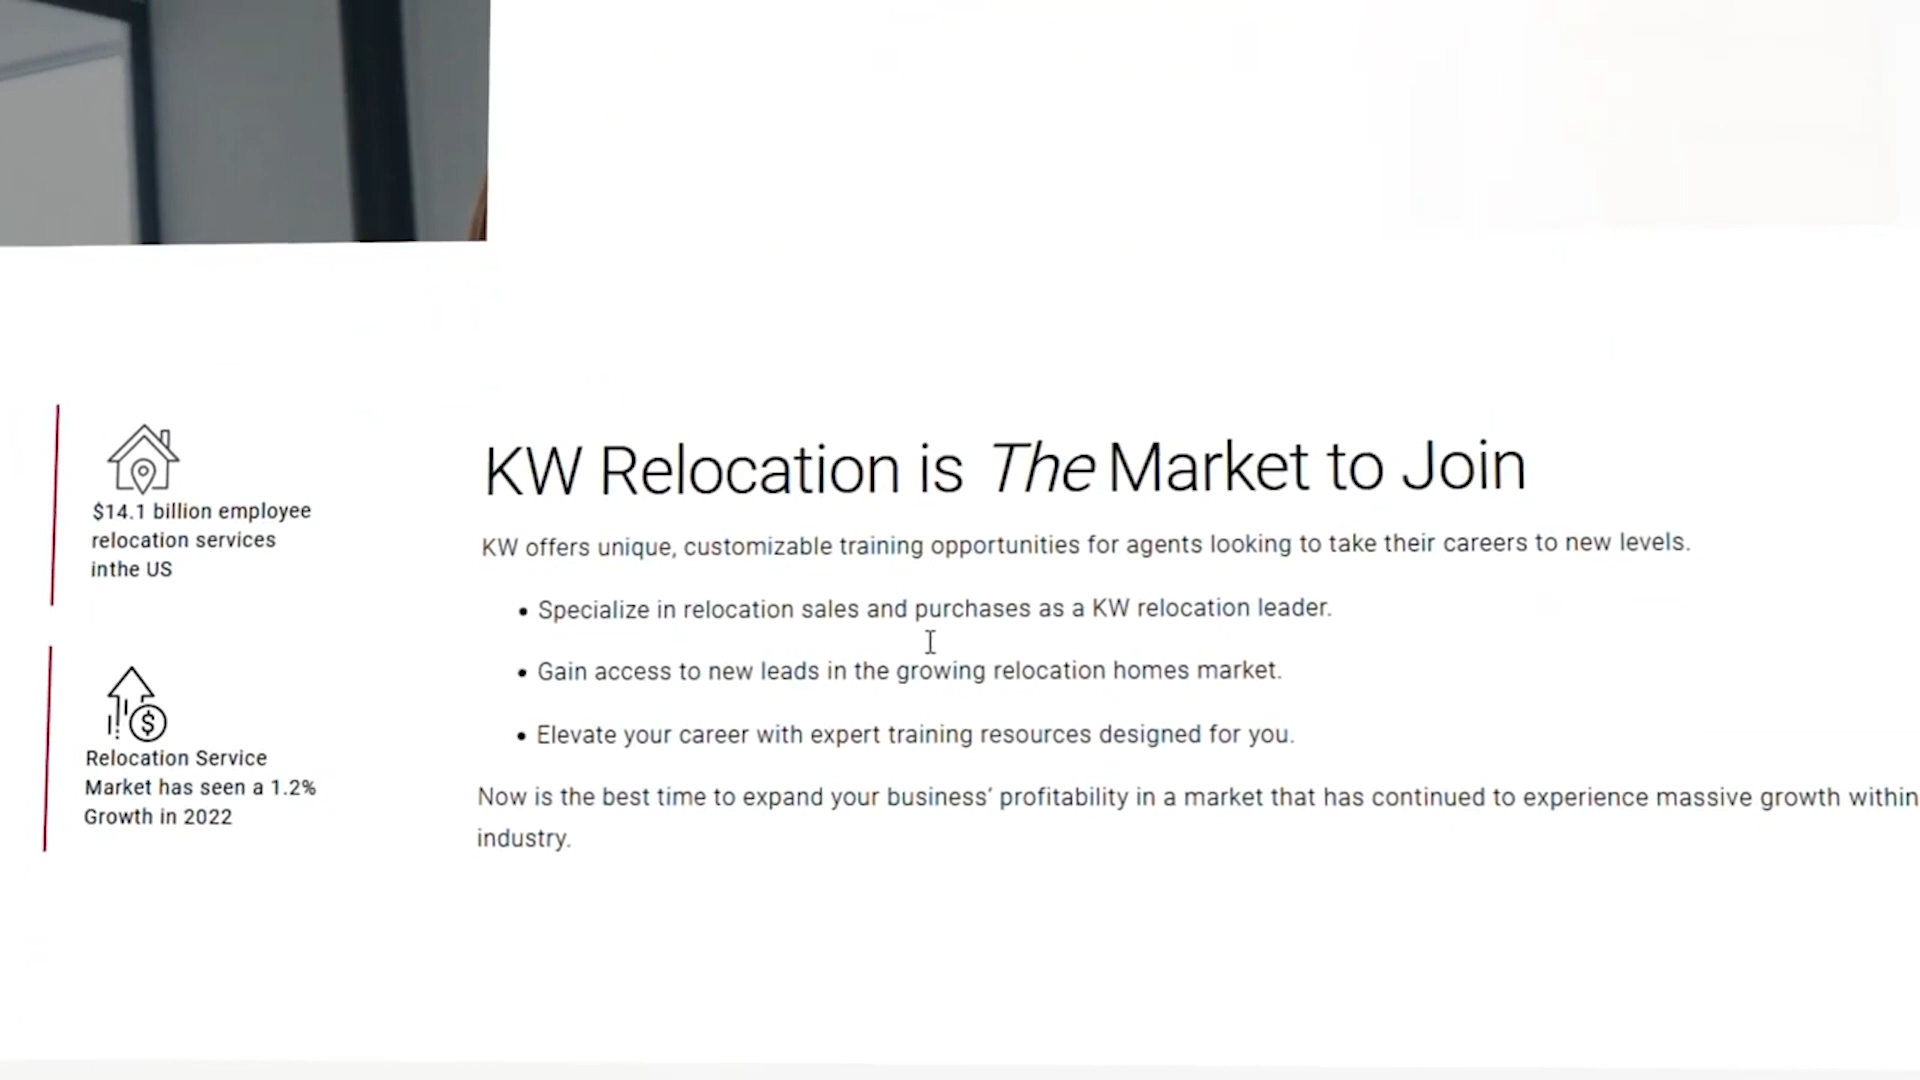 $14.1 billion employee
relocation services
inthe US
Relocation Service
Market has seen a 1.2%
Growth in 2022
KW Relocation is The Market to Join
KW offers unique, customizable training opportunities for agents looking to take their careers to new levels.
• Specialize in relocation sales and purchases as a KW relocation leader.
• Gain access to new leads in the growing relocation homes market.
• Elevate your career with expert training resources designed for you.
Now is the best time to expand your business’ profitability in a market that has continued to experience massive growth within
industry.